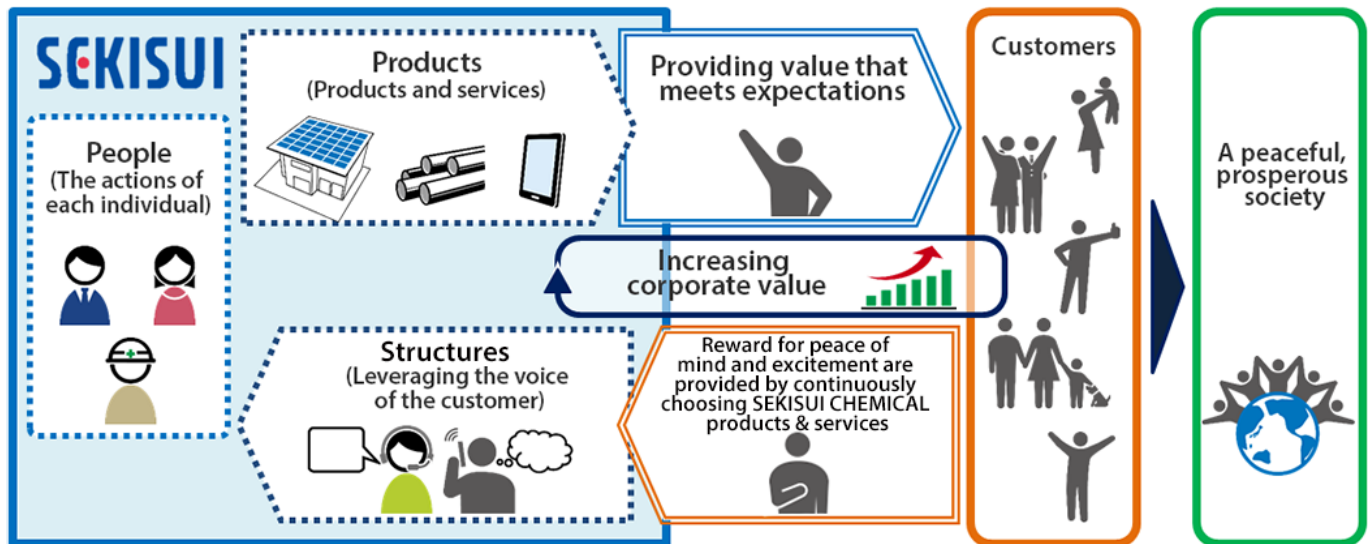 SEKISUI
People
(The actions of
each individual)
Products
(Products and services)
Providing value that
meets expectations
Increasing
corporate value
Structures
(Leveraging the voice
of the customer)
Reward for peace of
mind and excitement are
provided by continuously
choosing SEKISUI CHEMICAL
products & services
Customers
A peaceful,
prosperous
society